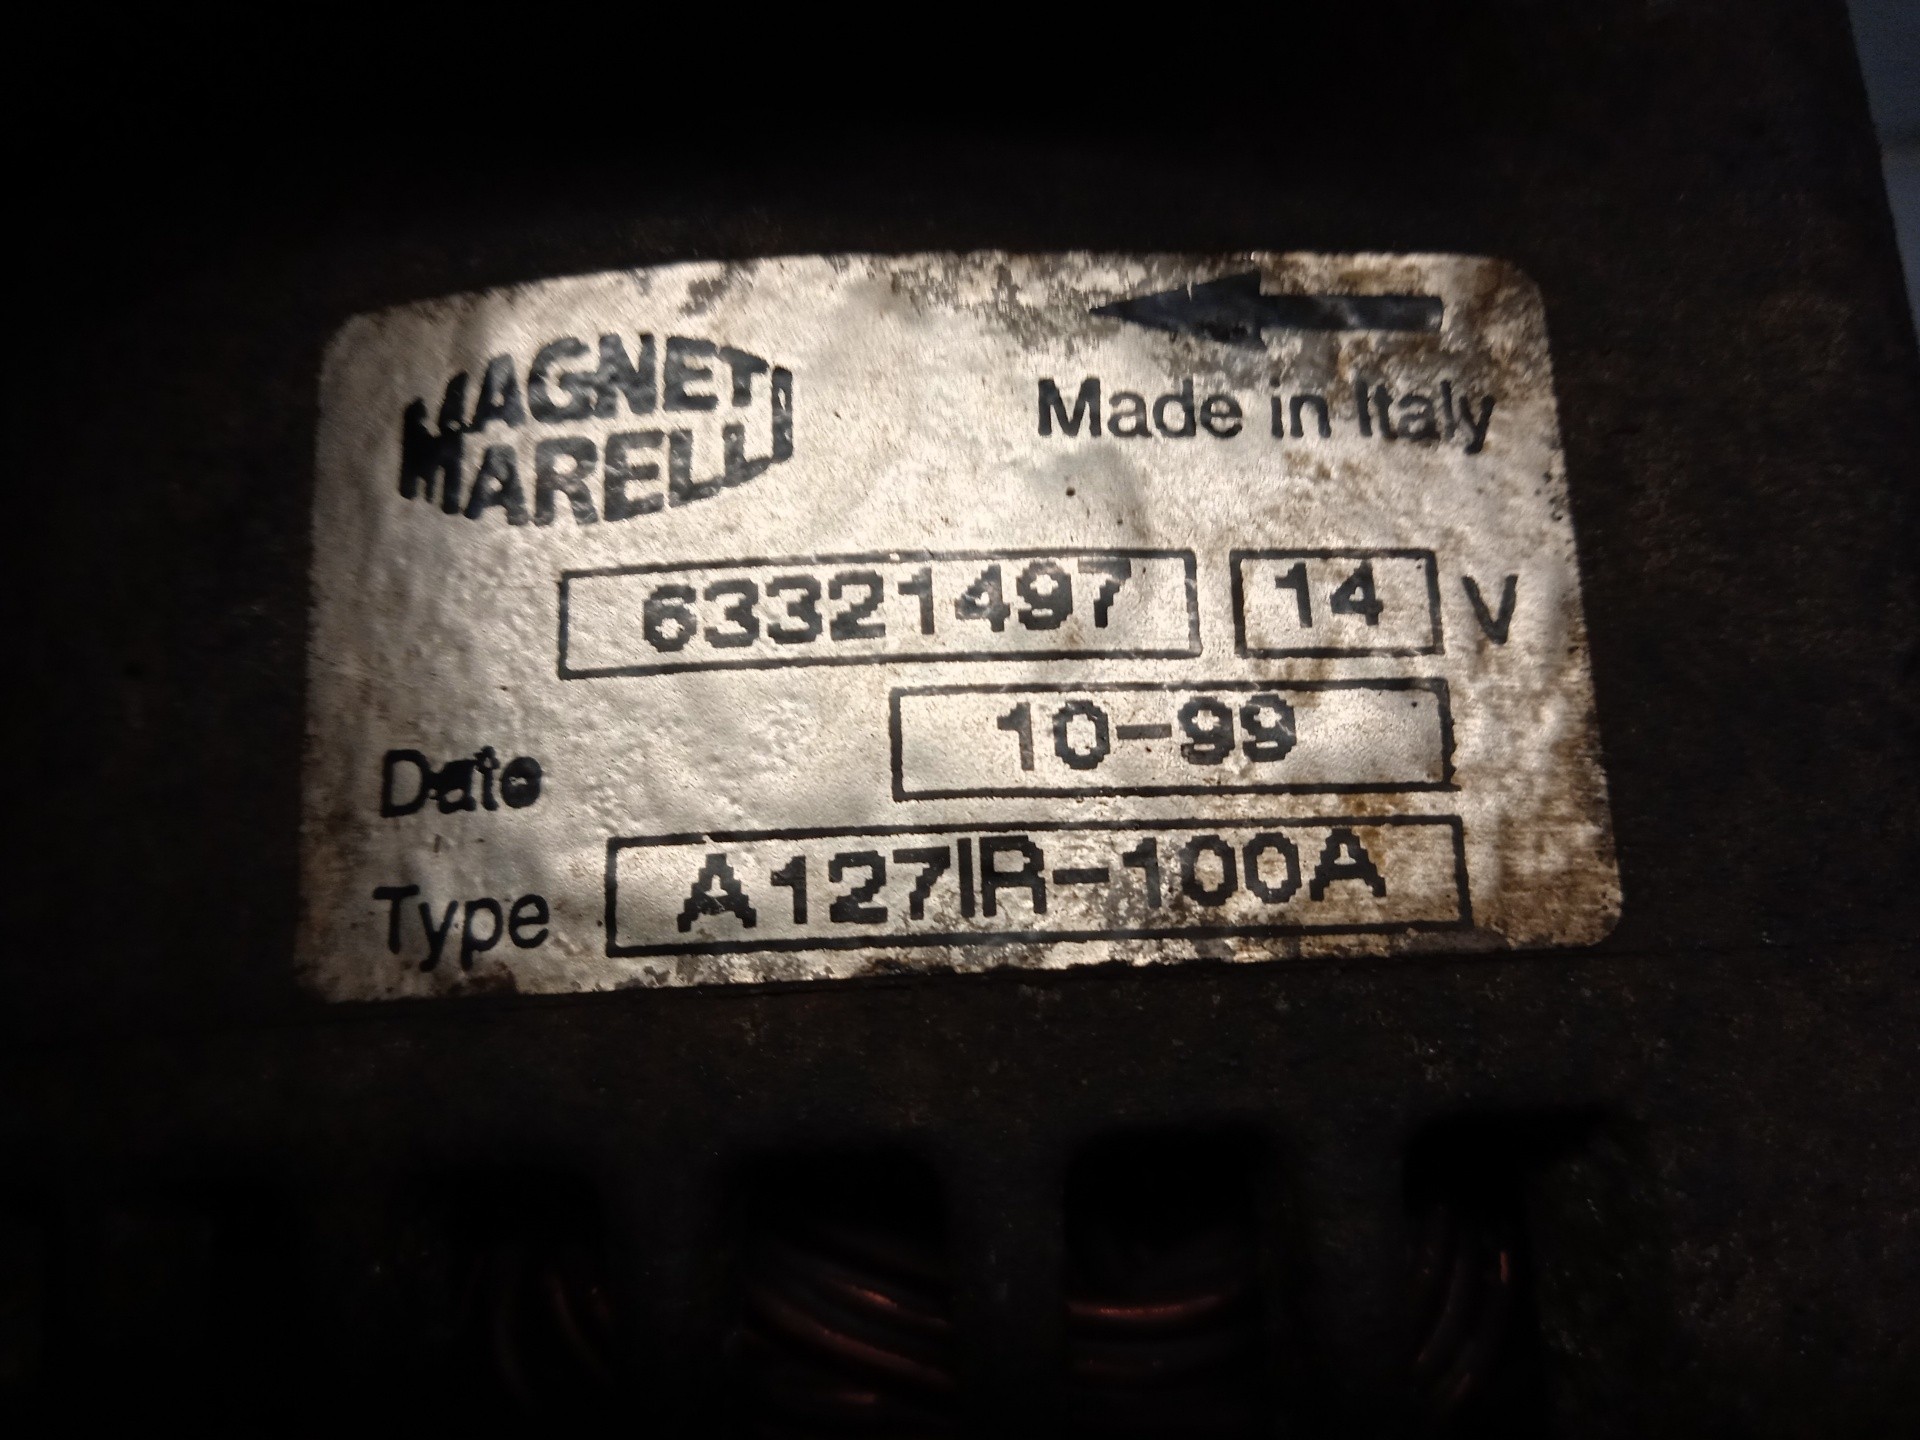 MAGNETI
MARELLI
Made in Italy
63321497 14 V
Date 10-99
Type A127IR-100A